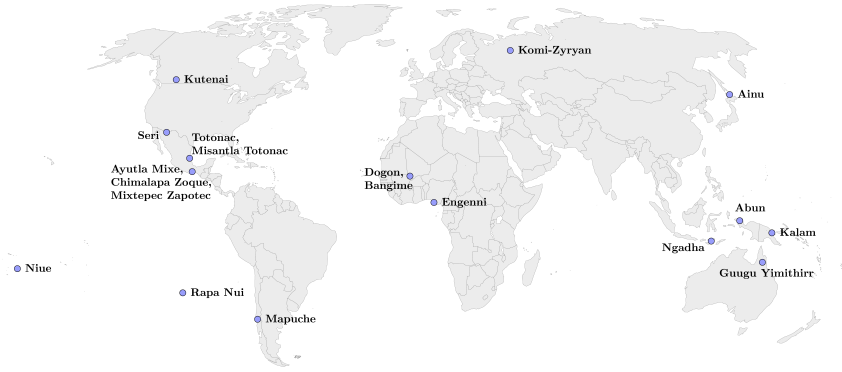 Komi-Zyryan
Kutenai
Ainu
Seri
Totonac,
Misantla Totonac
Ayutla Mixe,
Chimalapa Zoque,
Mixtepec Zapotec
Dogon,
Bangime
Engenni
Abun
Kalam
Ngadha
Guugu Yimithirr
Niue
Rapa Nui
Mapuche